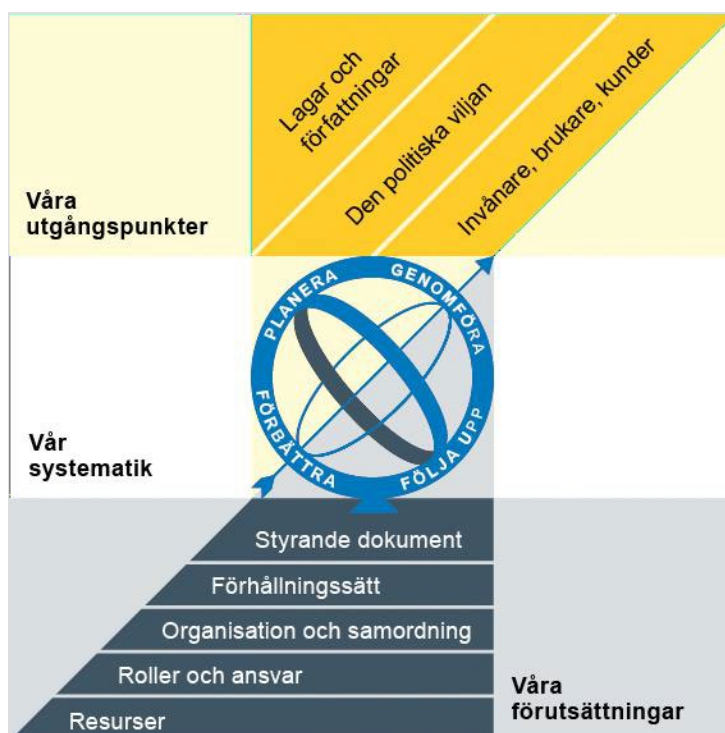 Lagar och
författningar
Den politiska viljan
Invånare, brukare, kunder
Våra
utgångspunkter
PLANERA
GENOMFÖRA
FÖRBÄTTRA
FÖLJA UPP
Vår
systematik
Styrande dokument
Förhållningssätt
Organisation och samordning
Roller och ansvar
Resurser
Våra
förutsättningar